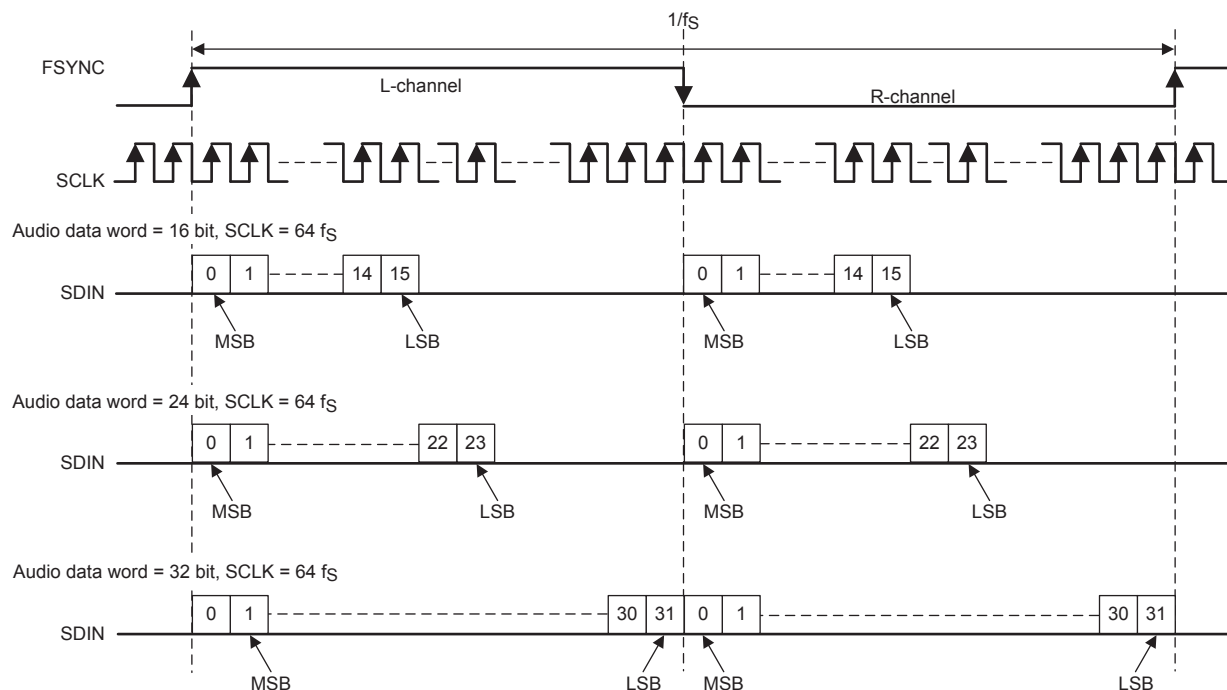 1/fS
FSYNC
L-channel
R-channel
SCLK
Audio data word = 16 bit, SCLK = 64 fS
0 1 14 15 0 1 14 15
SDIN
MSB LSB MSB LSB
Audio data word = 24 bit, SCLK = 64 fS
0 1 22 23 0 1 22 23
SDIN
MSB LSB MSB LSB
Audio data word = 32 bit, SCLK = 64 fS
0 1 30 31 0 1 30 31
SDIN
MSB LSB MSB LSB